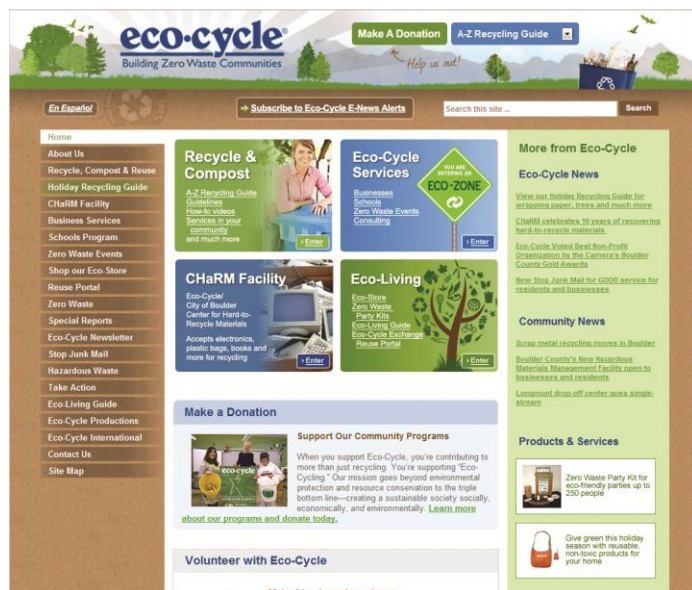 eco·cycle®
Building Zero Waste Communities
Make A Donation
A-Z Recycling Guide
Help us out!
En Español
Subscribe to Eco-Cycle E-News Alerts
Search this site ...
Search
Home
About Us
Recycle, Compost & Reuse
Holiday Recycling Guide
CHaRM Facility
Business Services
Schools Program
Zero Waste Events
Shop our Eco-Store
Reuse Portal
Zero Waste
Special Reports
Eco-Cycle Newsletter
Stop Junk Mail
Hazardous Waste
Take Action
Eco-Living Guide
Eco-Cycle Productions
Eco-Cycle International
Contact Us
Site Map
Recycle &
Compost
A-Z Recycling Guide
Guidelines
How-to videos
Services in your
community
and much more
› Enter
Eco-Cycle
Services
Businesses
Schools
Zero Waste Events
Consulting
YOU ARE
ENTERING AN
ECO-ZONE
› Enter
CHaRM Facility
Eco-Cycle/
City of Boulder
Center for Hard-to-
Recycle Materials
Accepts electronics,
plastic bags, books and
more for recycling
› Enter
Eco-Living
Eco-Store
Zero Waste
Party Kits
Eco-Living Guide
Eco-Cycle Exchange
Reuse Portal
› Enter
Make a Donation
eco·cycle
Support Our Community Programs
When you support Eco-Cycle, you're contributing to
more than just recycling. You're supporting "Eco-
Cycling." Our mission goes beyond environmental
protection and resource conservation to the triple
bottom line—creating a sustainable society socially,
economically, and environmentally. Learn more
about our programs and donate today.
Volunteer with Eco-Cycle
More from Eco-Cycle
Eco-Cycle News
View our Holiday Recycling Guide for
wrapping paper, trees and much more
CHaRM celebrates 10 years of recovering
hard-to-recycle materials
Eco-Cycle Voted Best Non-Profit
Organization by the Camera's Boulder
County Gold Awards
New Stop Junk Mail for GOOD service for
residents and businesses
Community News
Scrap metal recycling moves in Boulder
Boulder County's New Hazardous
Materials Management Facility open to
businesses and residents
Longmont drop-off center goes single-
stream
Products & Services
Zero Waste Party Kit for
eco-friendly parties up to
250 people
Give green this holiday
season with reusable,
non-toxic products for
your home